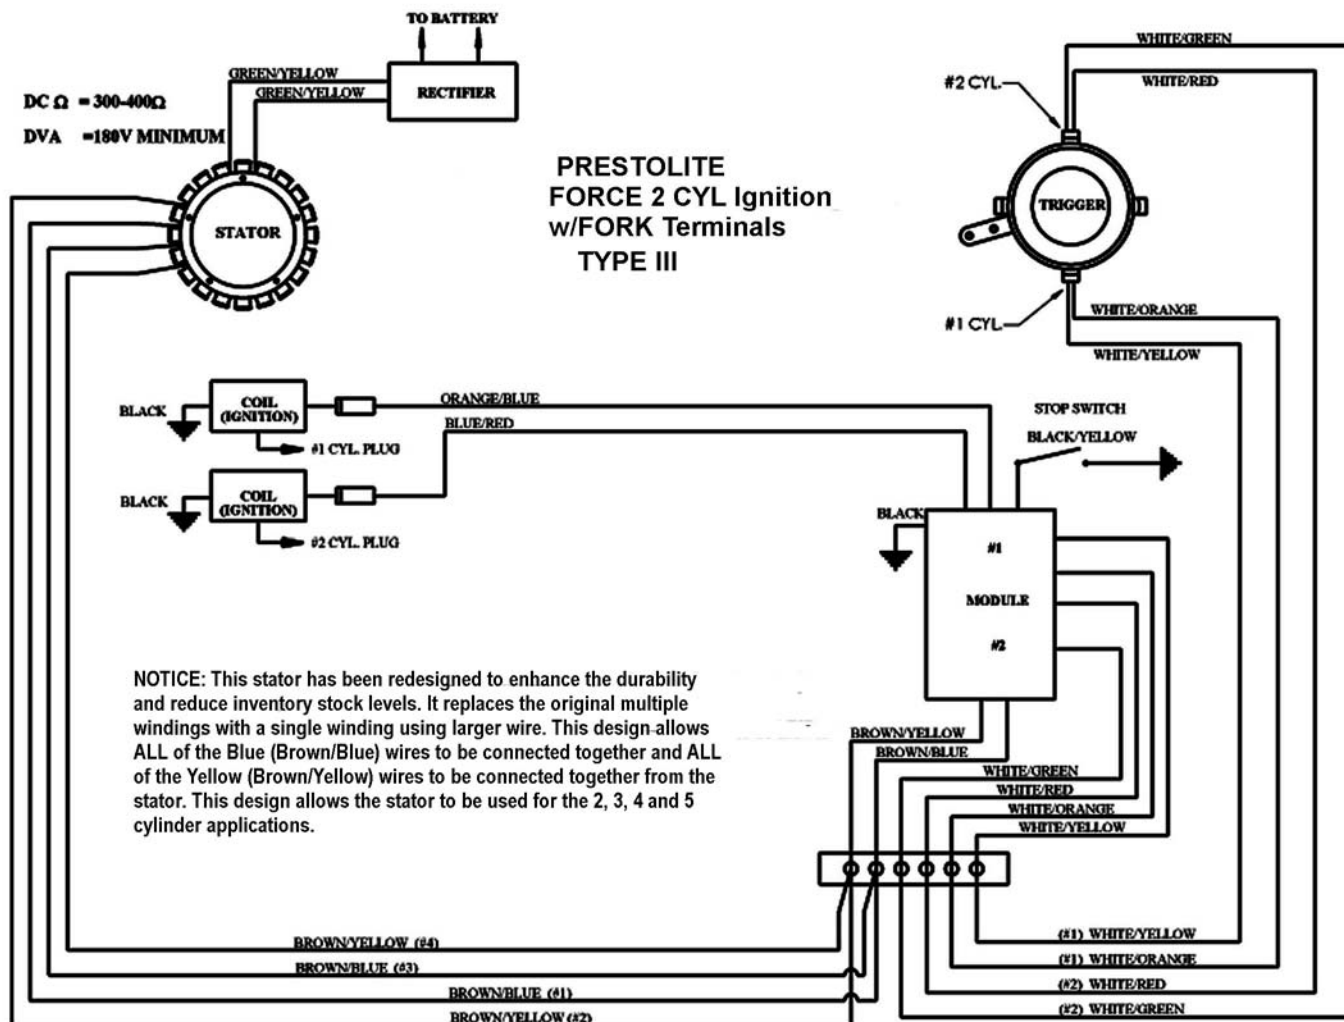 TO BATTERY
GREEN/YELLOW
GREEN/YELLOW
RECTIFIER
DC Ω = 300-400Ω
DVA =180V MINIMUM
STATOR
PRESTOLITE
FORCE 2 CYL Ignition
w/FORK Terminals
TYPE III
WHITE/GREEN
WHITE/RED
#2 CYL.
TRIGGER
#1 CYL.
WHITE/ORANGE
WHITE/YELLOW
BLACK
COIL
(IGNITION)
#1 CYL. PLUG
ORANGE/BLUE
BLUE/RED
BLACK
COIL
(IGNITION)
#2 CYL. PLUG
STOP SWITCH
BLACK/YELLOW
BLACK
#1
MODULE
#2
NOTICE: This stator has been redesigned to enhance the durability
and reduce inventory stock levels. It replaces the original multiple
windings with a single winding using larger wire. This design allows
ALL of the Blue (Brown/Blue) wires to be connected together and ALL
of the Yellow (Brown/Yellow) wires to be connected together from the
stator. This design allows the stator to be used for the 2, 3, 4 and 5
cylinder applications.
BROWN/YELLOW
BROWN/BLUE
WHITE/GREEN
WHITE/RED
WHITE/ORANGE
WHITE/YELLOW
BROWN/YELLOW (#4)
BROWN/BLUE (#3)
BROWN/BLUE (#1)
BROWN/YELLOW (#2)
(#1) WHITE/YELLOW
(#1) WHITE/ORANGE
(#2) WHITE/RED
(#2) WHITE/GREEN